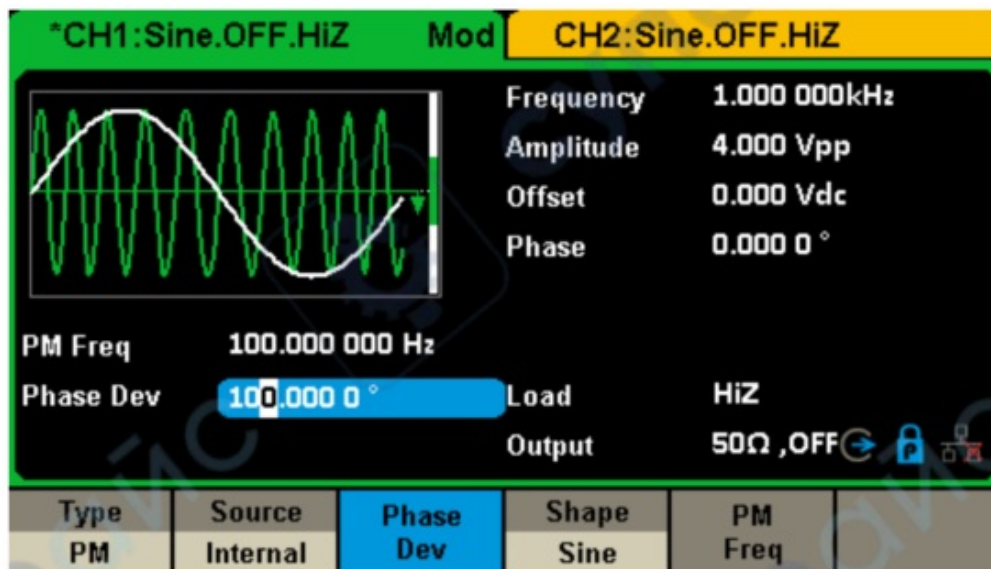 *CH1:Sine.OFF.HiZ Mod CH2:Sine.OFF.HiZ
Frequency 1.000 000kHz
Amplitude 4.000 Vpp
Offset 0.000 Vdc
Phase 0.000 0 °
PM Freq 100.000 000 Hz
Phase Dev 100.000 0 °
Load HiZ
Output 50Ω ,OFF
Type Source Phase Dev Shape PM Freq
PM Internal Sine